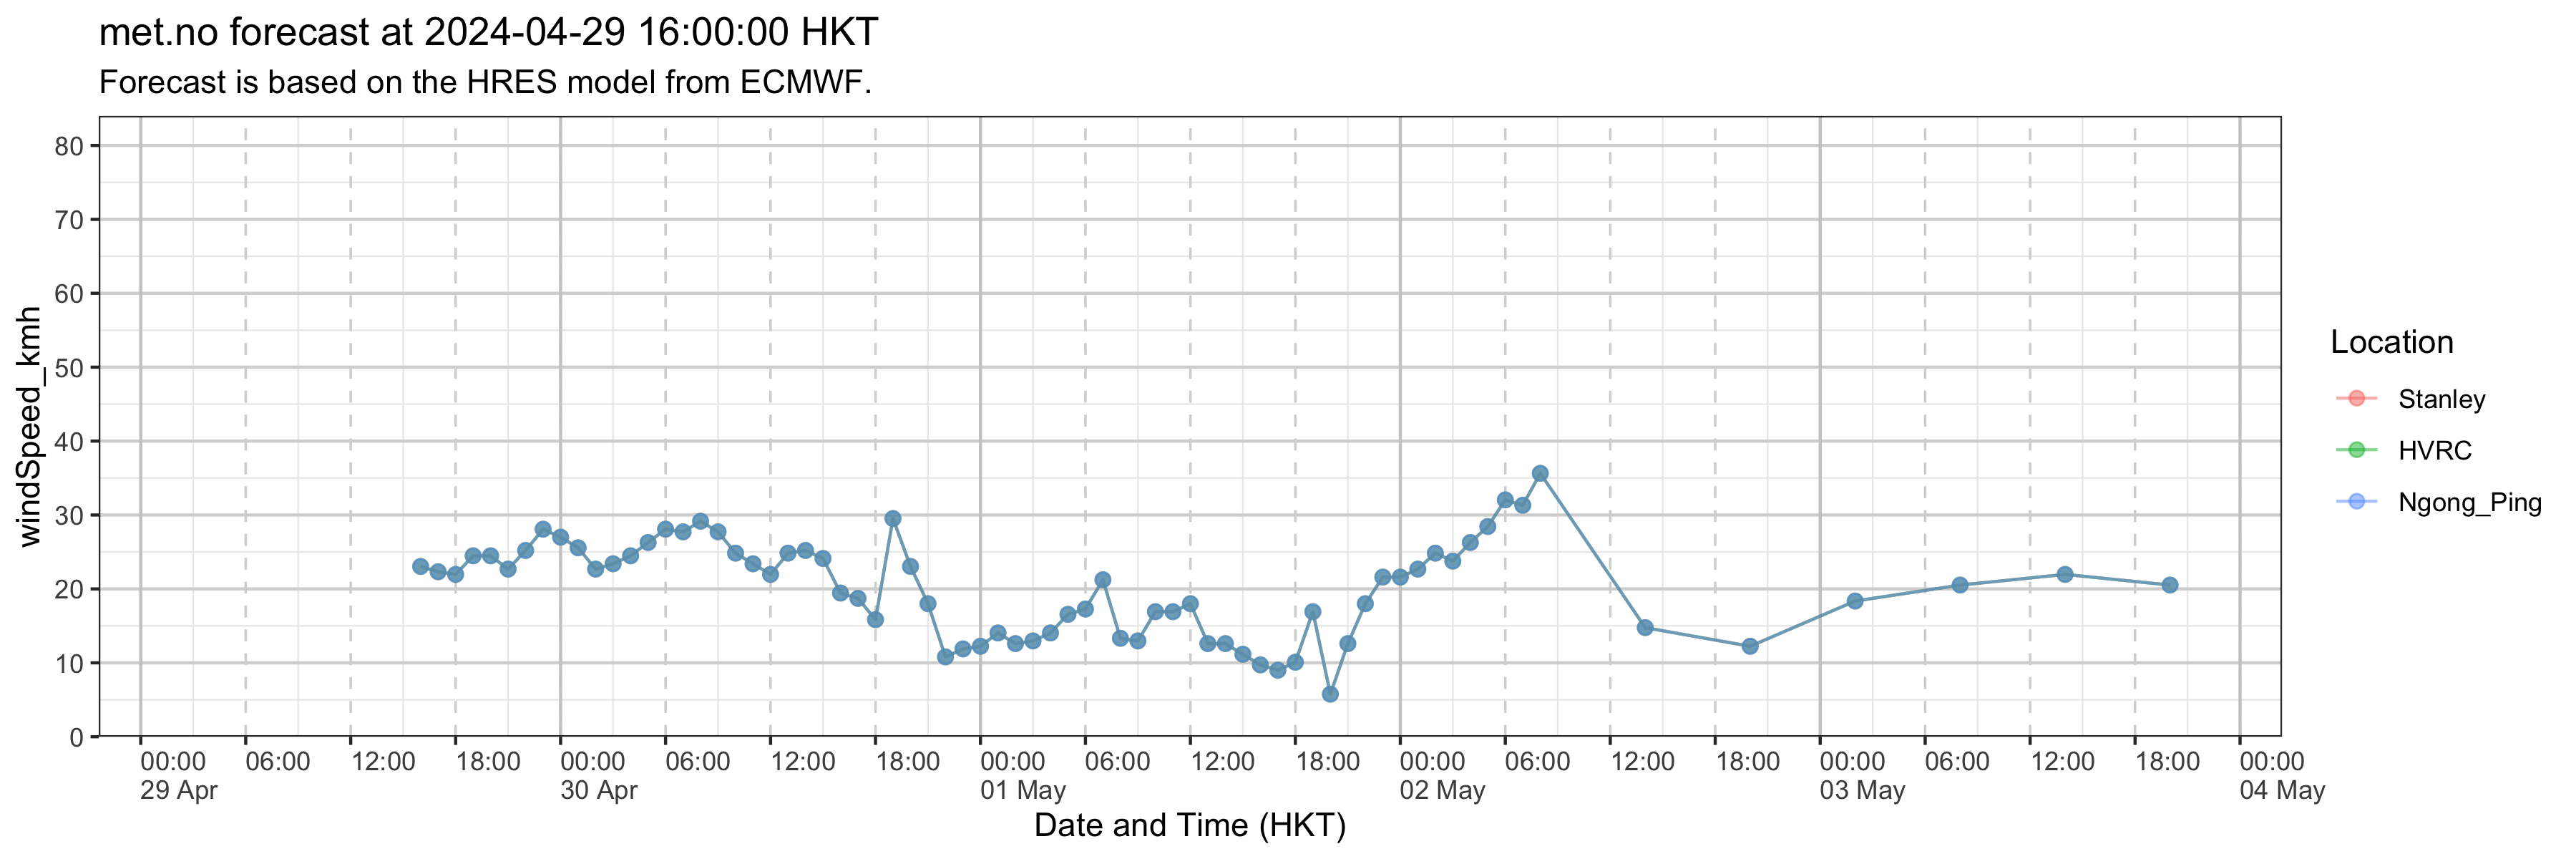 met.no forecast at 2024-04-29 16:00:00 HKT
Forecast is based on the HRES model from ECMWF.
windSpeed_kmh
80
70
60
50
40
30
20
10
0
00:00 06:00 12:00 18:00 00:00 06:00 12:00 18:00 00:00 06:00 12:00 18:00 00:00 06:00 12:00 18:00 00:00 06:00 12:00 18:00 00:00
29 Apr 30 Apr 01 May 02 May 03 May 04 May
Date and Time (HKT)
Location
Stanley
HVRC
Ngong_Ping